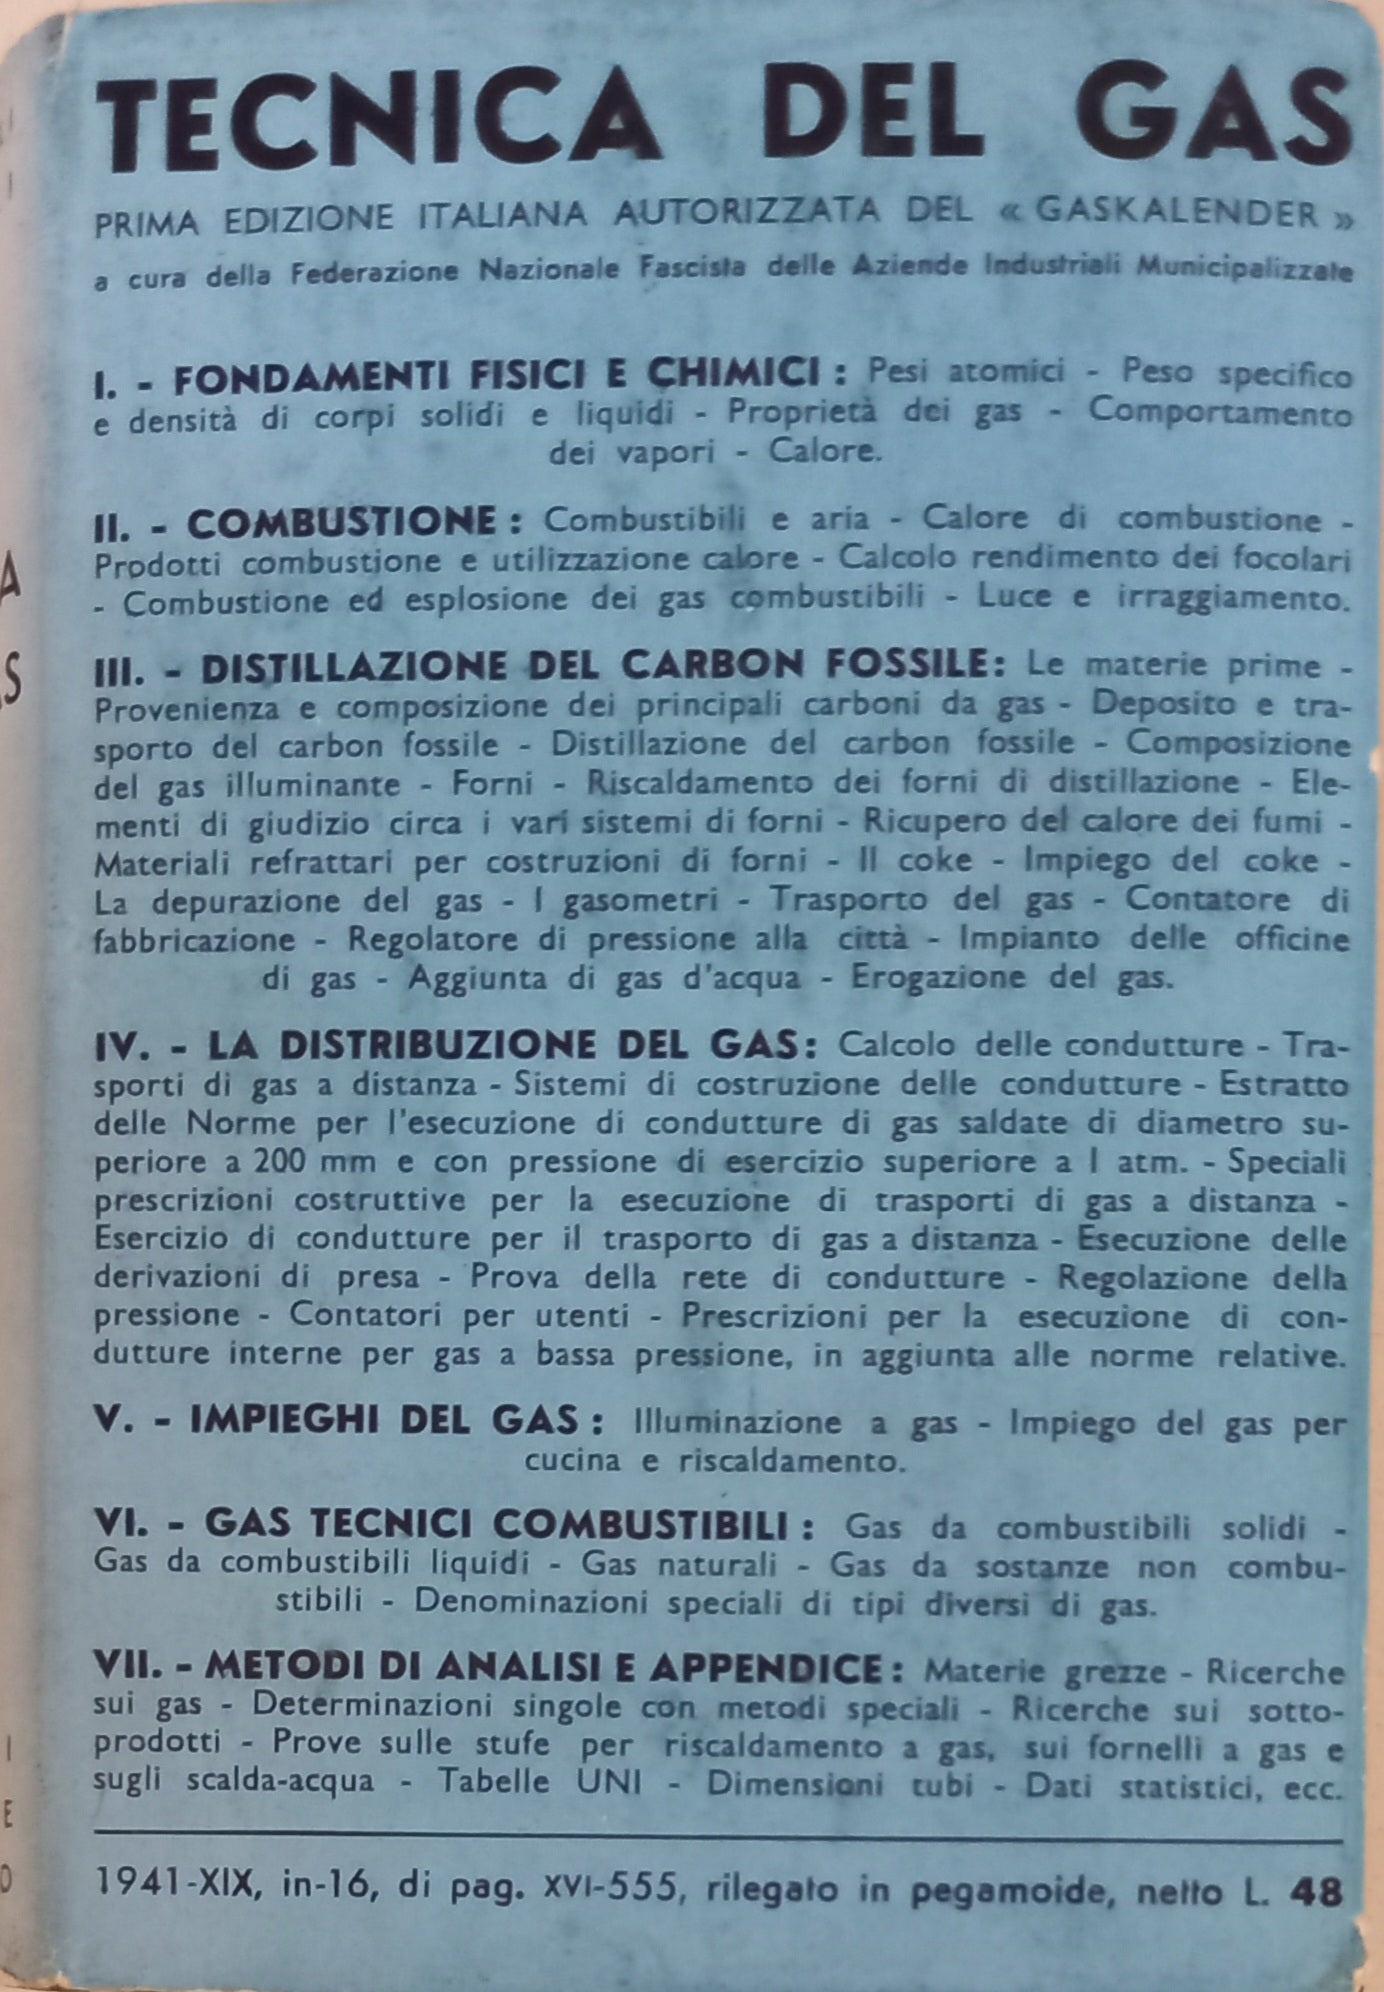 TECNICA DEL GAS
PRIMA EDIZIONE ITALIANA AUTORIZZATA DEL « GASKALENDER »
a cura della Federazione Nazionale Fascista delle Aziende Industriali Municipalizzate
I. - FONDAMENTI FISICI E CHIMICI : Pesi atomici - Peso specifico
e densità di corpi solidi e liquidi - Proprietà dei gas - Comportamento
dei vapori - Calore.
II. - COMBUSTIONE : Combustibili e aria - Calore di combustione -
Prodotti combustione e utilizzazione calore - Calcolo rendimento dei focolari
- Combustione ed esplosione dei gas combustibili - Luce e irraggiamento.
III. - DISTILLAZIONE DEL CARBON FOSSILE: Le materie prime -
Provenienza e composizione dei principali carboni da gas - Deposito e tra-
sporto del carbon fossile - Distillazione del carbon fossile - Composizione
del gas illuminante - Forni - Riscaldamento dei forni di distillazione - Ele-
menti di giudizio circa i vari sistemi di forni - Ricupero del calore dei fumi -
Materiali refrattari per costruzioni di forni - Il coke - Impiego del coke -
La depurazione del gas - I gasometri - Trasporto del gas - Contatore di
fabbricazione - Regolatore di pressione alla città - Impianto delle officine
di gas - Aggiunta di gas d'acqua - Erogazione del gas.
IV. - LA DISTRIBUZIONE DEL GAS: Calcolo delle condutture - Tra-
sporti di gas a distanza - Sistemi di costruzione delle condutture - Estratto
delle Norme per l'esecuzione di condutture di gas saldate di diametro su-
periore a 200 mm e con pressione di esercizio superiore a 1 atm. - Speciali
prescrizioni costruttive per la esecuzione di trasporti di gas a distanza -
Esercizio di condutture per il trasporto di gas a distanza - Esecuzione delle
derivazioni di presa - Prova della rete di condutture - Regolazione della
pressione - Contatori per utenti - Prescrizioni per la esecuzione di con-
dutture interne per gas a bassa pressione, in aggiunta alle norme relative.
V. - IMPIEGHI DEL GAS : Illuminazione a gas - Impiego del gas per
cucina e riscaldamento.
VI. - GAS TECNICI COMBUSTIBILI : Gas da combustibili solidi -
Gas da combustibili liquidi - Gas naturali - Gas da sostanze non combu-
stibili - Denominazioni speciali di tipi diversi di gas.
VII. - METODI DI ANALISI E APPENDICE : Materie grezze - Ricerche
sui gas - Determinazioni singole con metodi speciali - Ricerche sui sotto-
prodotti - Prove sulle stufe per riscaldamento a gas, sui fornelli a gas e
sugli scalda-acqua - Tabelle UNI - Dimensioni tubi - Dati statistici, ecc.
1941-XIX, in-16, di pag. XVI-555, rilegato in pegamoide, netto L. 48